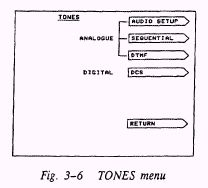 TONES
AUDIO SETUP
ANALOGUE SEQUENTIAL
DTMF
DIGITAL DCS
RETURN
Fig. 3-6 TONES menu